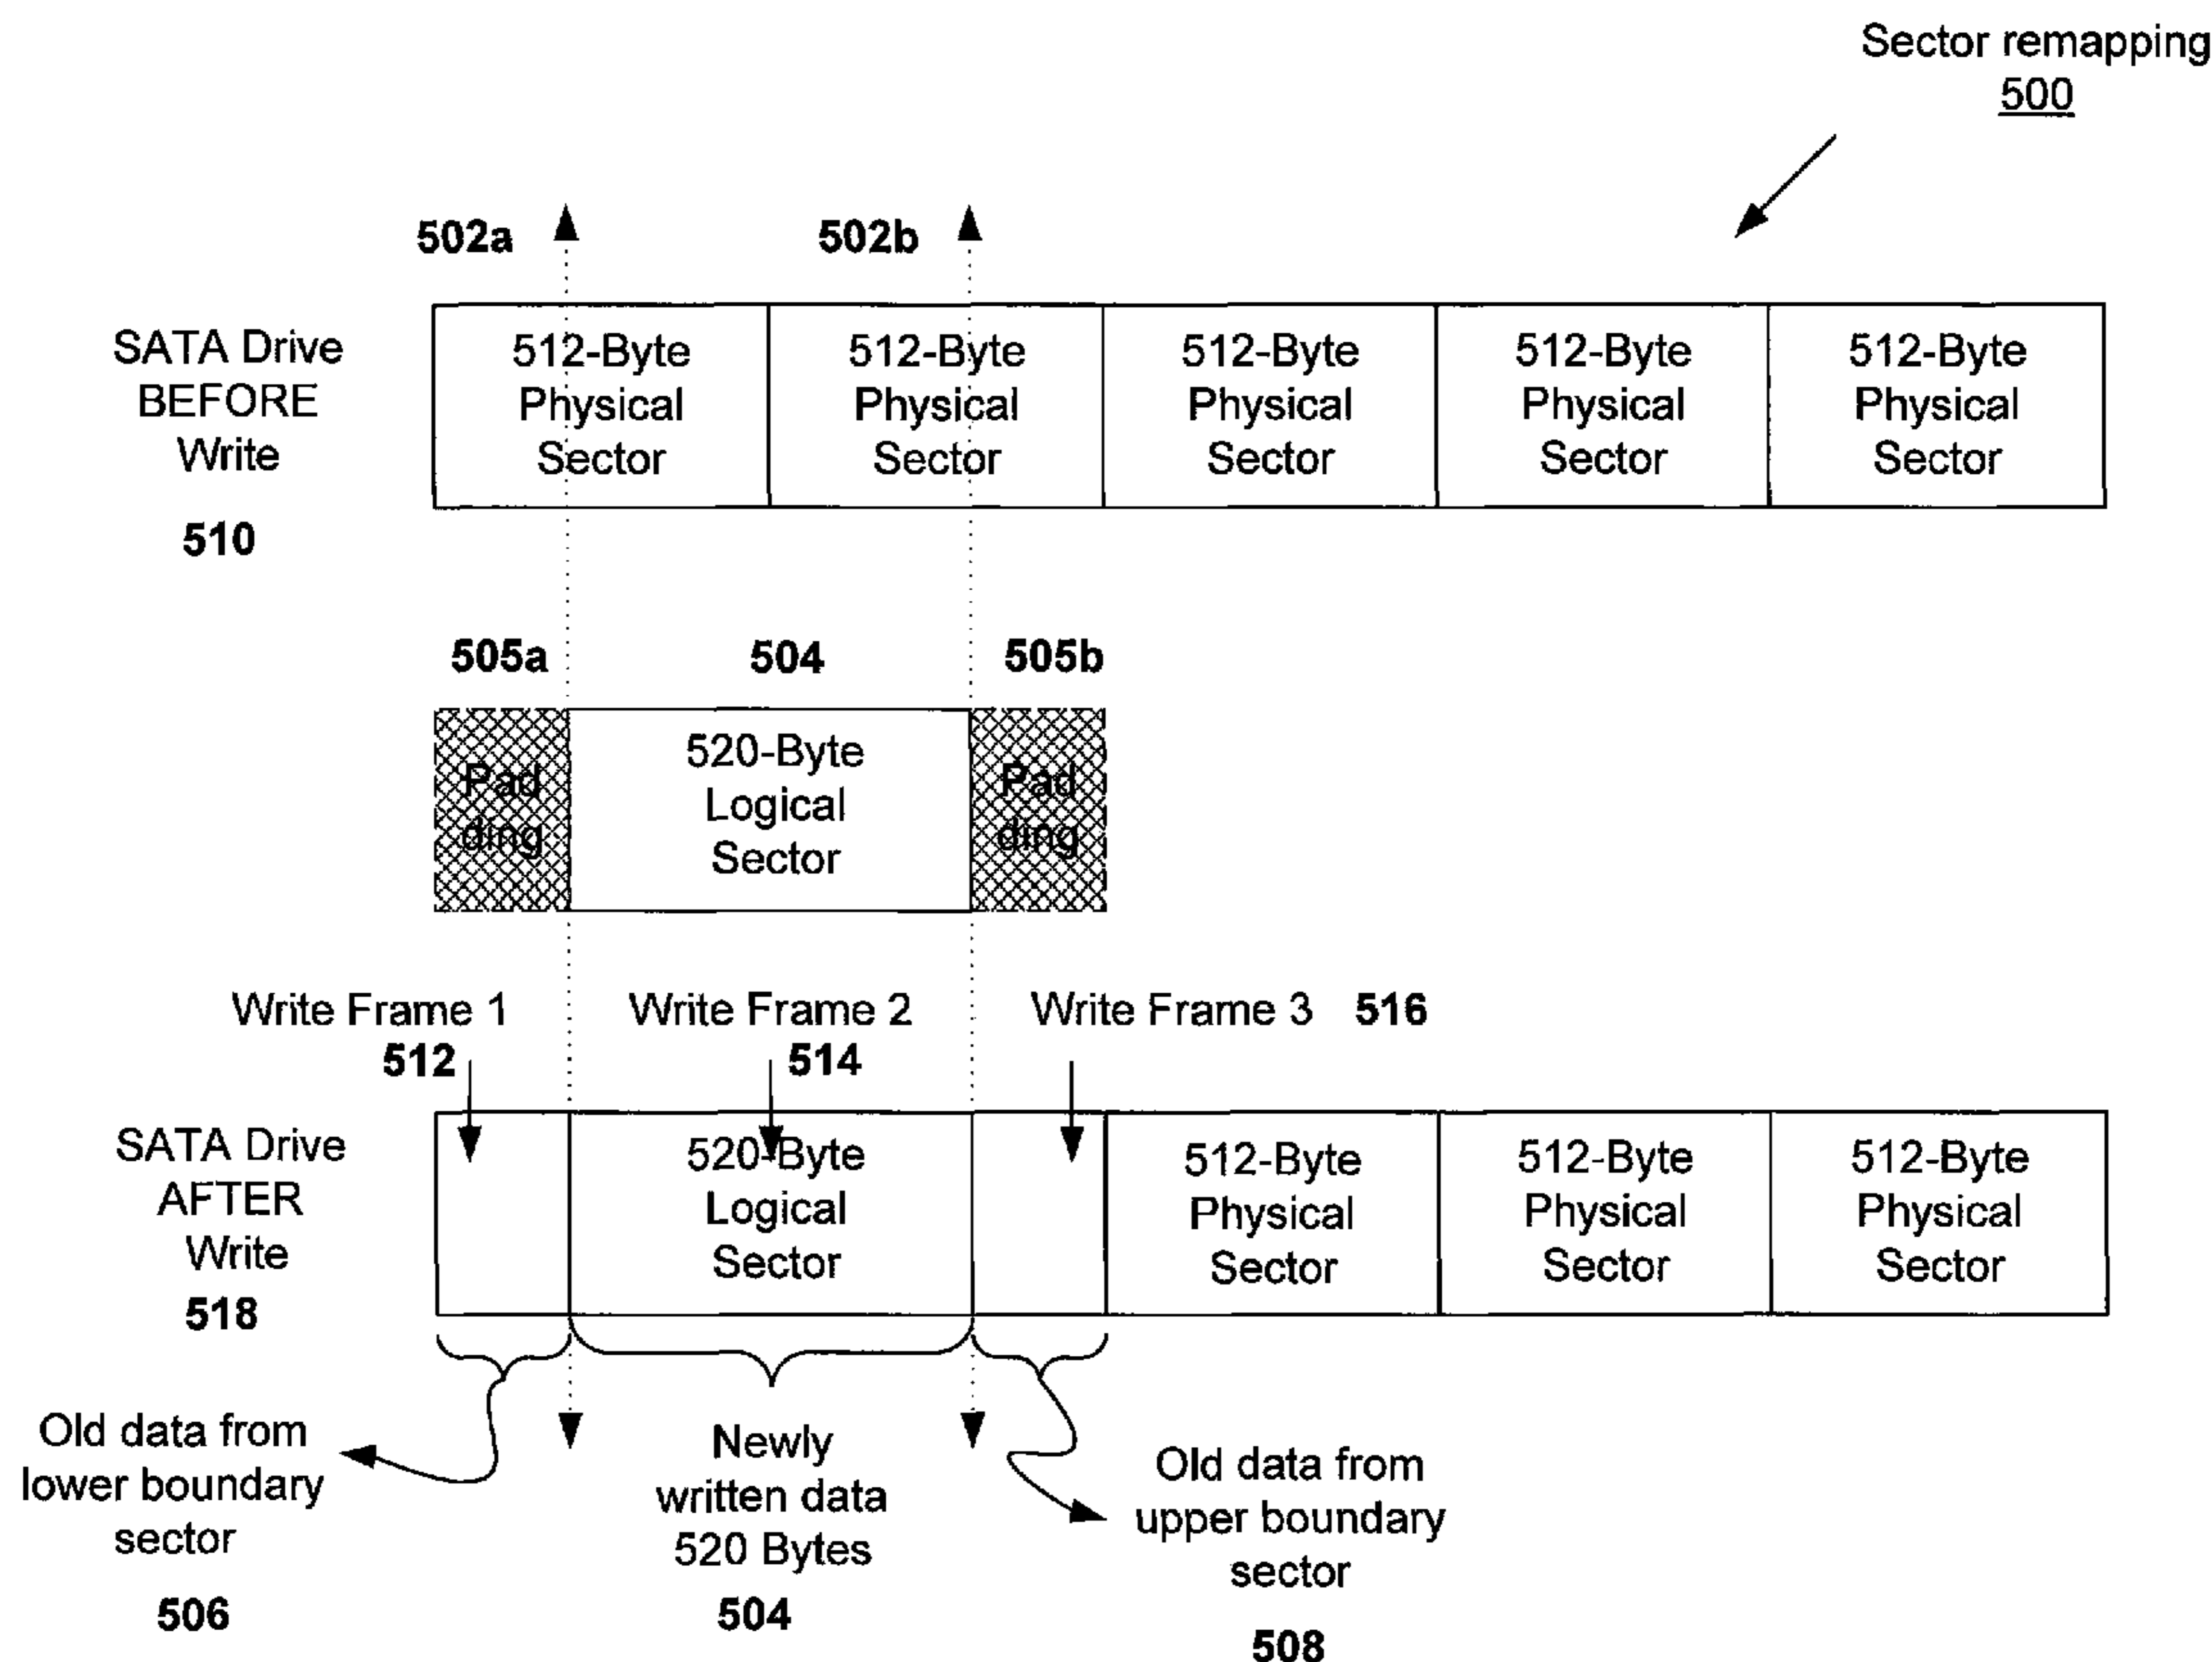 Sector remapping
500
502a
502b
SATA Drive
BEFORE
Write
510
512-Byte
Physical
Sector
512-Byte
Physical
Sector
512-Byte
Physical
Sector
512-Byte
Physical
Sector
512-Byte
Physical
Sector
505a
504
505b
Pad
ding
520-Byte
Logical
Sector
Pad
ding
Write Frame 1
512
Write Frame 2
514
Write Frame 3 516
SATA Drive
AFTER
Write
518
520-Byte
Logical
Sector
512-Byte
Physical
Sector
512-Byte
Physical
Sector
512-Byte
Physical
Sector
Old data from
lower boundary
sector
506
Newly
written data
520 Bytes
504
Old data from
upper boundary
sector
508